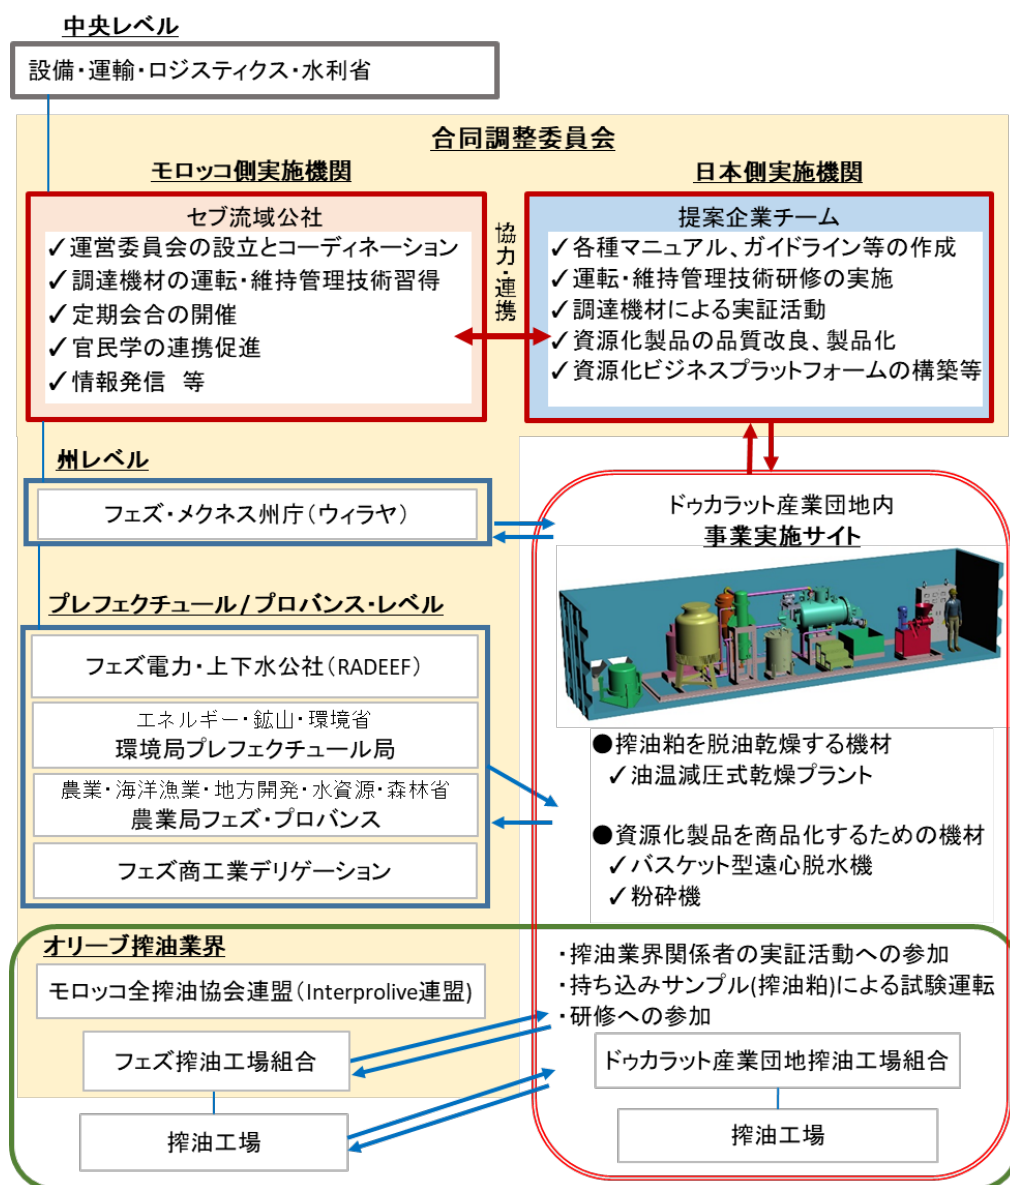 中央レベル
設備・運輸・ロジスティクス・水利省
合同調整委員会
モロッコ側実施機関
セブ流域公社
✓運営委員会の設立とコーディネーション
✓調達機材の運転・維持管理技術習得
✓定期会合の開催
✓官民学の連携促進
✓情報発信 等
協力・連携
日本側実施機関
提案企業チーム
✓各種マニュアル、ガイドライン等の作成
✓運転・維持管理技術研修の実施
✓調達機材による実証活動
✓資源化製品の品質改良、製品化
✓資源化ビジネスプラットフォームの構築等
州レベル
フェズ・メクネス州庁(ウィラヤ)
プレフェクチュール/プロバンス・レベル
フェズ電力・上下水公社(RADEEF)
エネルギー・鉱山・環境省
環境局プレフェクチュール局
農業・海洋漁業・地方開発・水資源・森林省
農業局フェズ・プロバンス
フェズ商工業デリゲーション
ドゥカラット産業団地内
事業実施サイト
●搾油粕を脱油乾燥する機材
✓油温減圧式乾燥プラント
●資源化製品を商品化するための機材
✓バスケット型遠心脱水機
✓粉砕機
オリーブ搾油業界
モロッコ全搾油協会連盟(Interprolive連盟)
フェズ搾油工場組合
搾油工場
・搾油業界関係者の実証活動への参加
・持ち込みサンプル(搾油粕)による試験運転
・研修への参加
ドゥカラット産業団地搾油工場組合
搾油工場